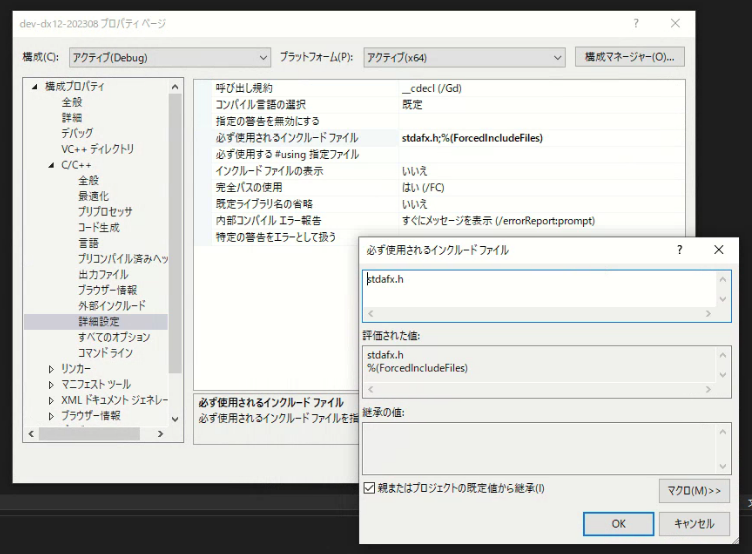 dev-dx12-202308 プロパティ ページ
構成(C): アクティブ(Debug) プラットフォーム(P): アクティブ(x64) 構成マネージャー(O)...
構成プロパティ
全般
詳細
デバッグ
VC++ ディレクトリ
C/C++
全般
最適化
プリプロセッサ
コード生成
言語
プリコンパイル済みヘッ
出力ファイル
ブラウザー情報
外部インクルード
詳細設定
すべてのオプション
コマンド ライン
リンカー
マニフェスト ツール
XML ドキュメント ジェネレー
ブラウザー情報
呼び出し規約 __cdecl (/Gd)
コンパイル言語の選択 既定
指定の警告を無効にする
必ず使用されるインクルード ファイル stdafx.h;%(ForcedIncludeFiles)
必ず使用する #using 指定ファイル
インクルード ファイルの表示 いいえ
完全パスの使用 はい (/FC)
既定ライブラリ名の省略 いいえ
内部コンパイル エラー報告 すぐにメッセージを表示 (/errorReport:prompt)
特定の警告をエラーとして扱う
必ず使用されるインクルード ファイル
必ず使用されるインクルード ファイルを指
必ず使用されるインクルード ファイル
stdafx.h
評価された値:
stdafx.h
%(ForcedIncludeFiles)
継承の値:
親またはプロジェクトの既定値から継承(I)
マクロ(M)>>
OK キャンセル